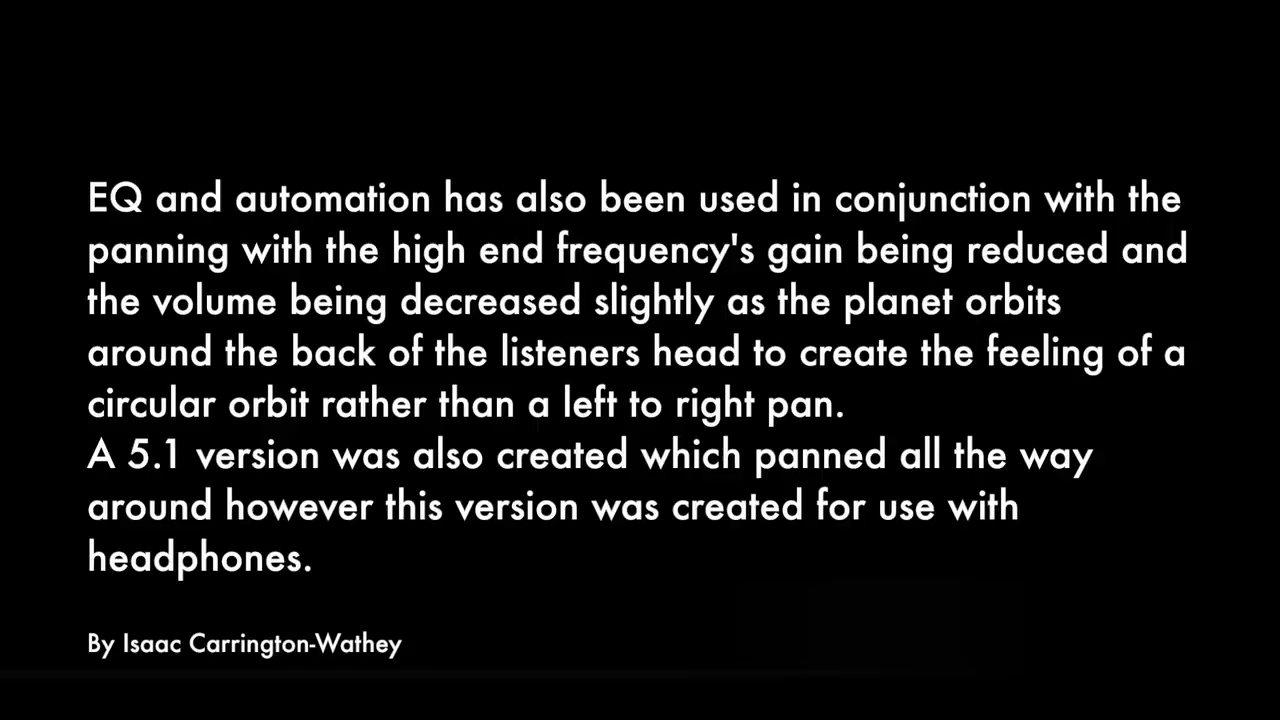 EQ and automation has also been used in conjunction with the
panning with the high end frequency's gain being reduced and
the volume being decreased slightly as the planet orbits
around the back of the listeners head to create the feeling of a
circular orbit rather than a left to right pan.
A 5.1 version was also created which panned all the way
around however this version was created for use with
headphones.
By Isaac Carrington-Wathey